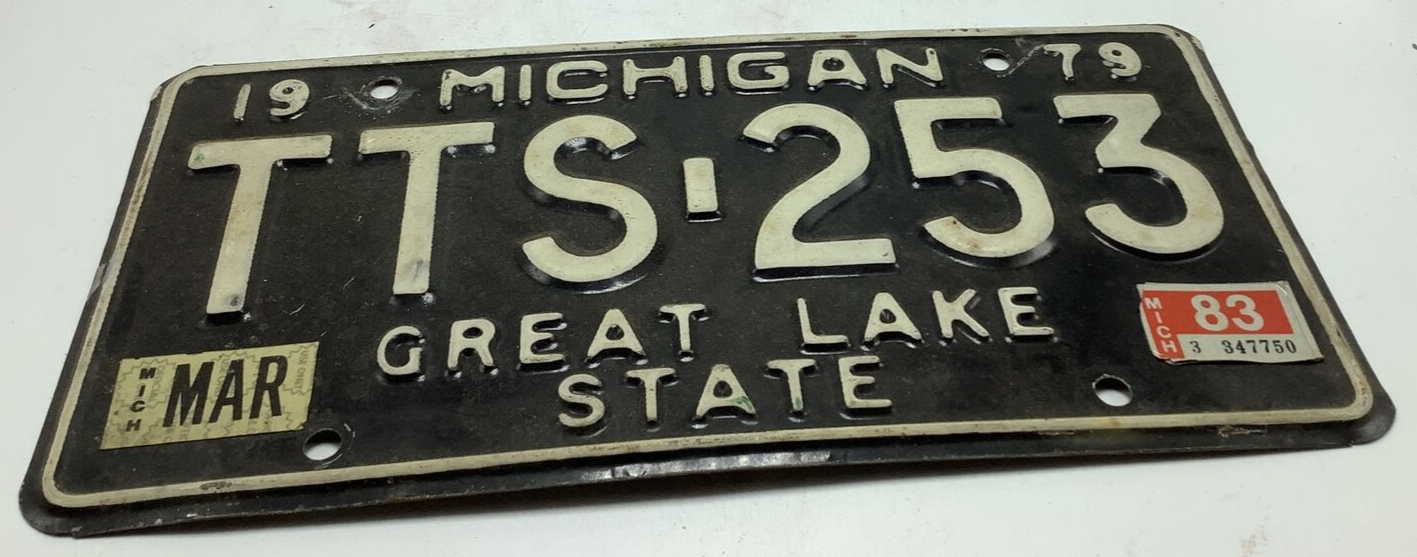 19 MICHIGAN 79
TTS-253
GREAT LAKE
STATE
MICH MAR
MICH 83
3 347750